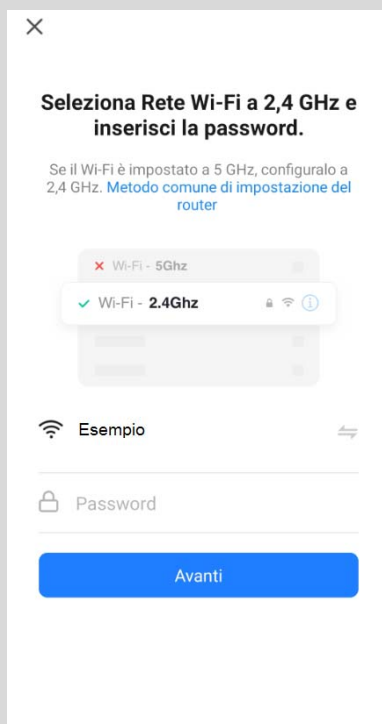 Seleziona Rete Wi-Fi a 2,4 GHz e
inserisci la password.
Se il Wi-Fi è impostato a 5 GHz, configuralo a
2,4 GHz. Metodo comune di impostazione del
router
Wi-Fi - 5Ghz
Wi-Fi - 2.4Ghz
Esempio
Password
Avanti